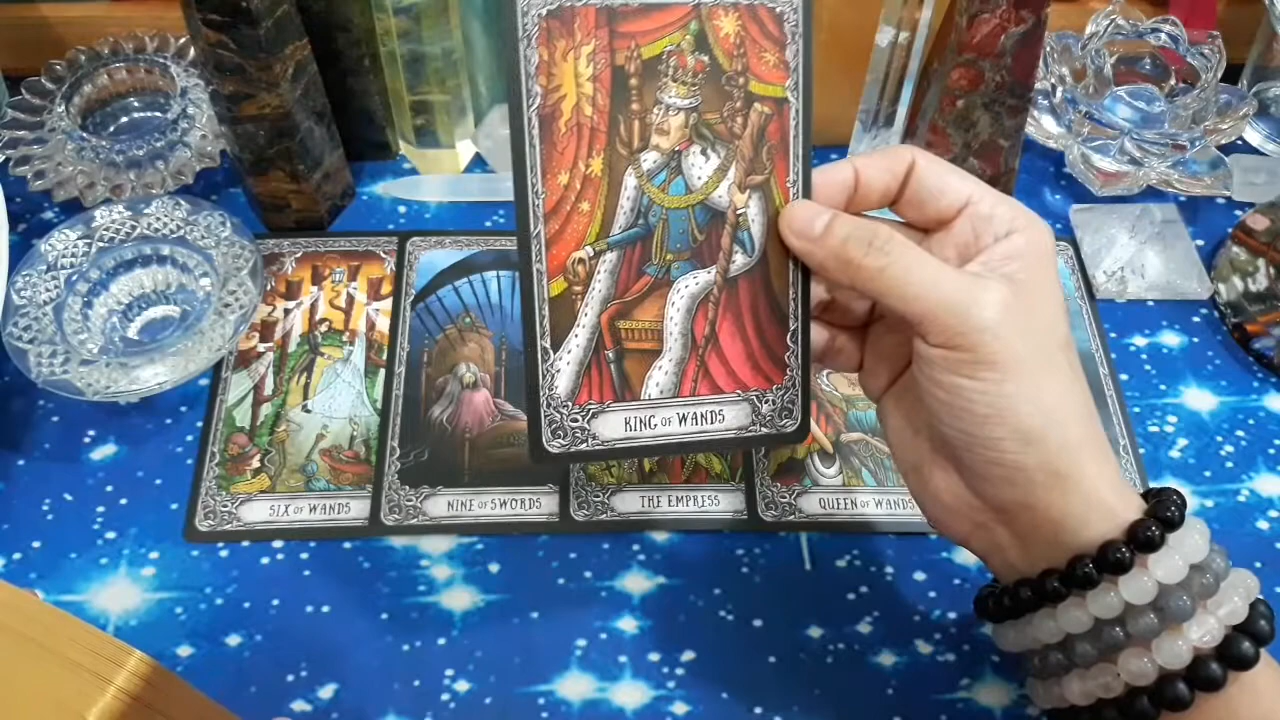 KING OF WANDS
SIX OF WANDS
NINE OF SWORDS
THE EMPRESS
QUEEN OF WANDS